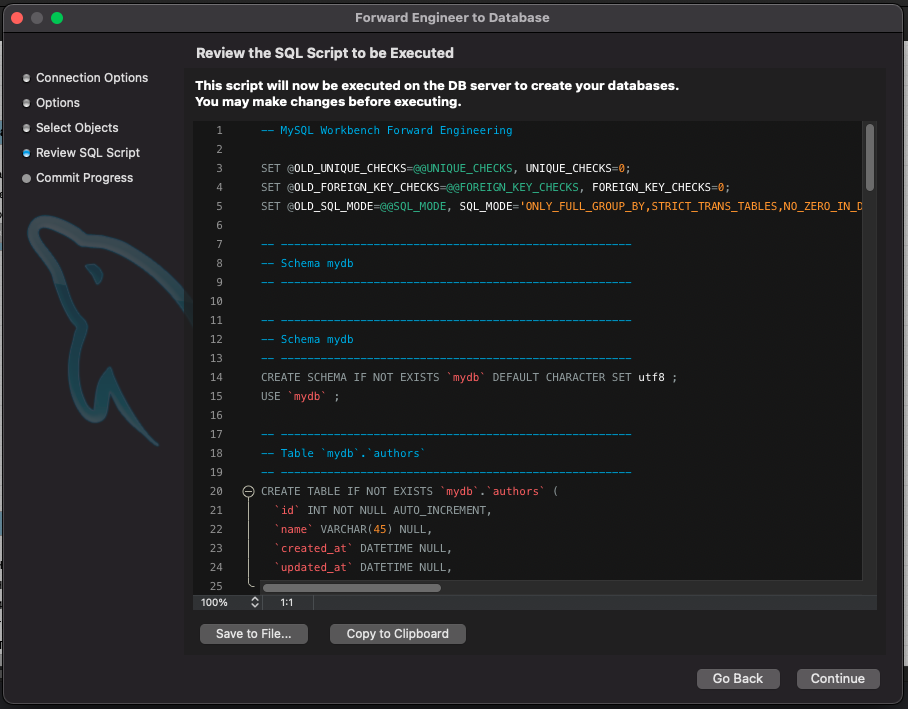 Forward Engineer to Database
Connection Options
Options
Select Objects
Review SQL Script
Commit Progress
Review the SQL Script to be Executed
This script will now be executed on the DB server to create your databases.
You may make changes before executing.
1 -- MySQL Workbench Forward Engineering
2
3 SET @OLD_UNIQUE_CHECKS=@@UNIQUE_CHECKS, UNIQUE_CHECKS=0;
4 SET @OLD_FOREIGN_KEY_CHECKS=@@FOREIGN_KEY_CHECKS, FOREIGN_KEY_CHECKS=0;
5 SET @OLD_SQL_MODE=@@SQL_MODE, SQL_MODE='ONLY_FULL_GROUP_BY,STRICT_TRANS_TABLES,NO_ZERO_IN_D
6
7 -- -----------------------------------------------------
8 -- Schema mydb
9 -- -----------------------------------------------------
10
11 -- -----------------------------------------------------
12 -- Schema mydb
13 -- -----------------------------------------------------
14 CREATE SCHEMA IF NOT EXISTS `mydb` DEFAULT CHARACTER SET utf8 ;
15 USE `mydb` ;
16
17 -- -----------------------------------------------------
18 -- Table `mydb`.`authors`
19 -- -----------------------------------------------------
20 CREATE TABLE IF NOT EXISTS `mydb`.`authors` (
21 `id` INT NOT NULL AUTO_INCREMENT,
22 `name` VARCHAR(45) NULL,
23 `created_at` DATETIME NULL,
24 `updated_at` DATETIME NULL,
25
100% 1:1
Save to File... Copy to Clipboard
Go Back Continue